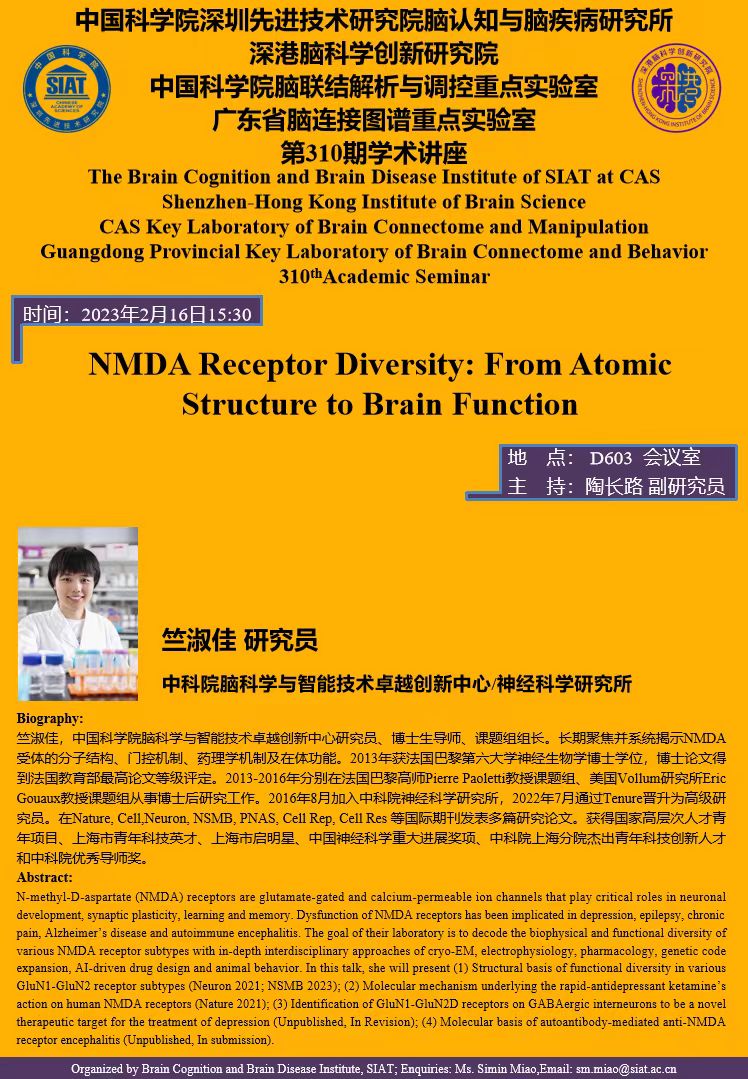 中国科学院深圳先进技术研究院脑认知与脑疾病研究所
深港脑科学创新研究院
中国科学院脑联结解析与调控重点实验室
广东省脑连接图谱重点实验室
第310期学术讲座
The Brain Cognition and Brain Disease Institute of SIAT at CAS
Shenzhen-Hong Kong Institute of Brain Science
CAS Key Laboratory of Brain Connectome and Manipulation
Guangdong Provincial Key Laboratory of Brain Connectome and Behavior
310thAcademic Seminar
中国科学院
SIAT
CHINESE ACADEMY OF SCIENCES
深圳先进技术研究院
深港脑科学创新研究院
SHENZHEN-HONG KONG INSTITUTE OF BRAIN SCIENCE
时间：2023年2月16日15:30
NMDA Receptor Diversity: From Atomic
Structure to Brain Function
地 点： D603 会议室
主 持：陶长路 副研究员
竺淑佳 研究员
中科院脑科学与智能技术卓越创新中心/神经科学研究所
Biography:
竺淑佳，中国科学院脑科学与智能技术卓越创新中心研究员、博士生导师、课题组组长。长期聚焦并系统揭示NMDA
受体的分子结构、门控机制、药理学机制及在体功能。2013年获法国巴黎第六大学神经生物学博士学位，博士论文得
到法国教育部最高论文等级评定。2013-2016年分别在法国巴黎高师Pierre Paoletti教授课题组、美国Vollum研究所Eric
Gouaux教授课题组从事博士后研究工作。2016年8月加入中科院神经科学研究所，2022年7月通过Tenure晋升为高级研
究员。在Nature, Cell,Neuron, NSMB, PNAS, Cell Rep, Cell Res 等国际期刊发表多篇研究论文。获得国家高层次人才青
年项目、上海市青年科技英才、上海市启明星、中国神经科学重大进展奖项、中科院上海分院杰出青年科技创新人才
和中科院优秀导师奖。
Abstract:
N-methyl-D-aspartate (NMDA) receptors are glutamate-gated and calcium-permeable ion channels that play critical roles in neuronal
development, synaptic plasticity, learning and memory. Dysfunction of NMDA receptors has been implicated in depression, epilepsy, chronic
pain, Alzheimer's disease and autoimmune encephalitis. The goal of their laboratory is to decode the biophysical and functional diversity of
various NMDA receptor subtypes with in-depth interdisciplinary approaches of cryo-EM, electrophysiology, pharmacology, genetic code
expansion, AI-driven drug design and animal behavior. In this talk, she will present (1) Structural basis of functional diversity in various
GluN1-GluN2 receptor subtypes (Neuron 2021; NSMB 2023); (2) Molecular mechanism underlying the rapid-antidepressant ketamine's
action on human NMDA receptors (Nature 2021); (3) Identification of GluN1-GluN2D receptors on GABAergic interneurons to be a novel
therapeutic target for the treatment of depression (Unpublished, In Revision); (4) Molecular basis of autoantibody-mediated anti-NMDA
receptor encephalitis (Unpublished, In submission).
Organized by Brain Cognition and Brain Disease Institute, SIAT; Enquiries: Ms. Simin Miao,Email: sm.miao@siat.ac.cn